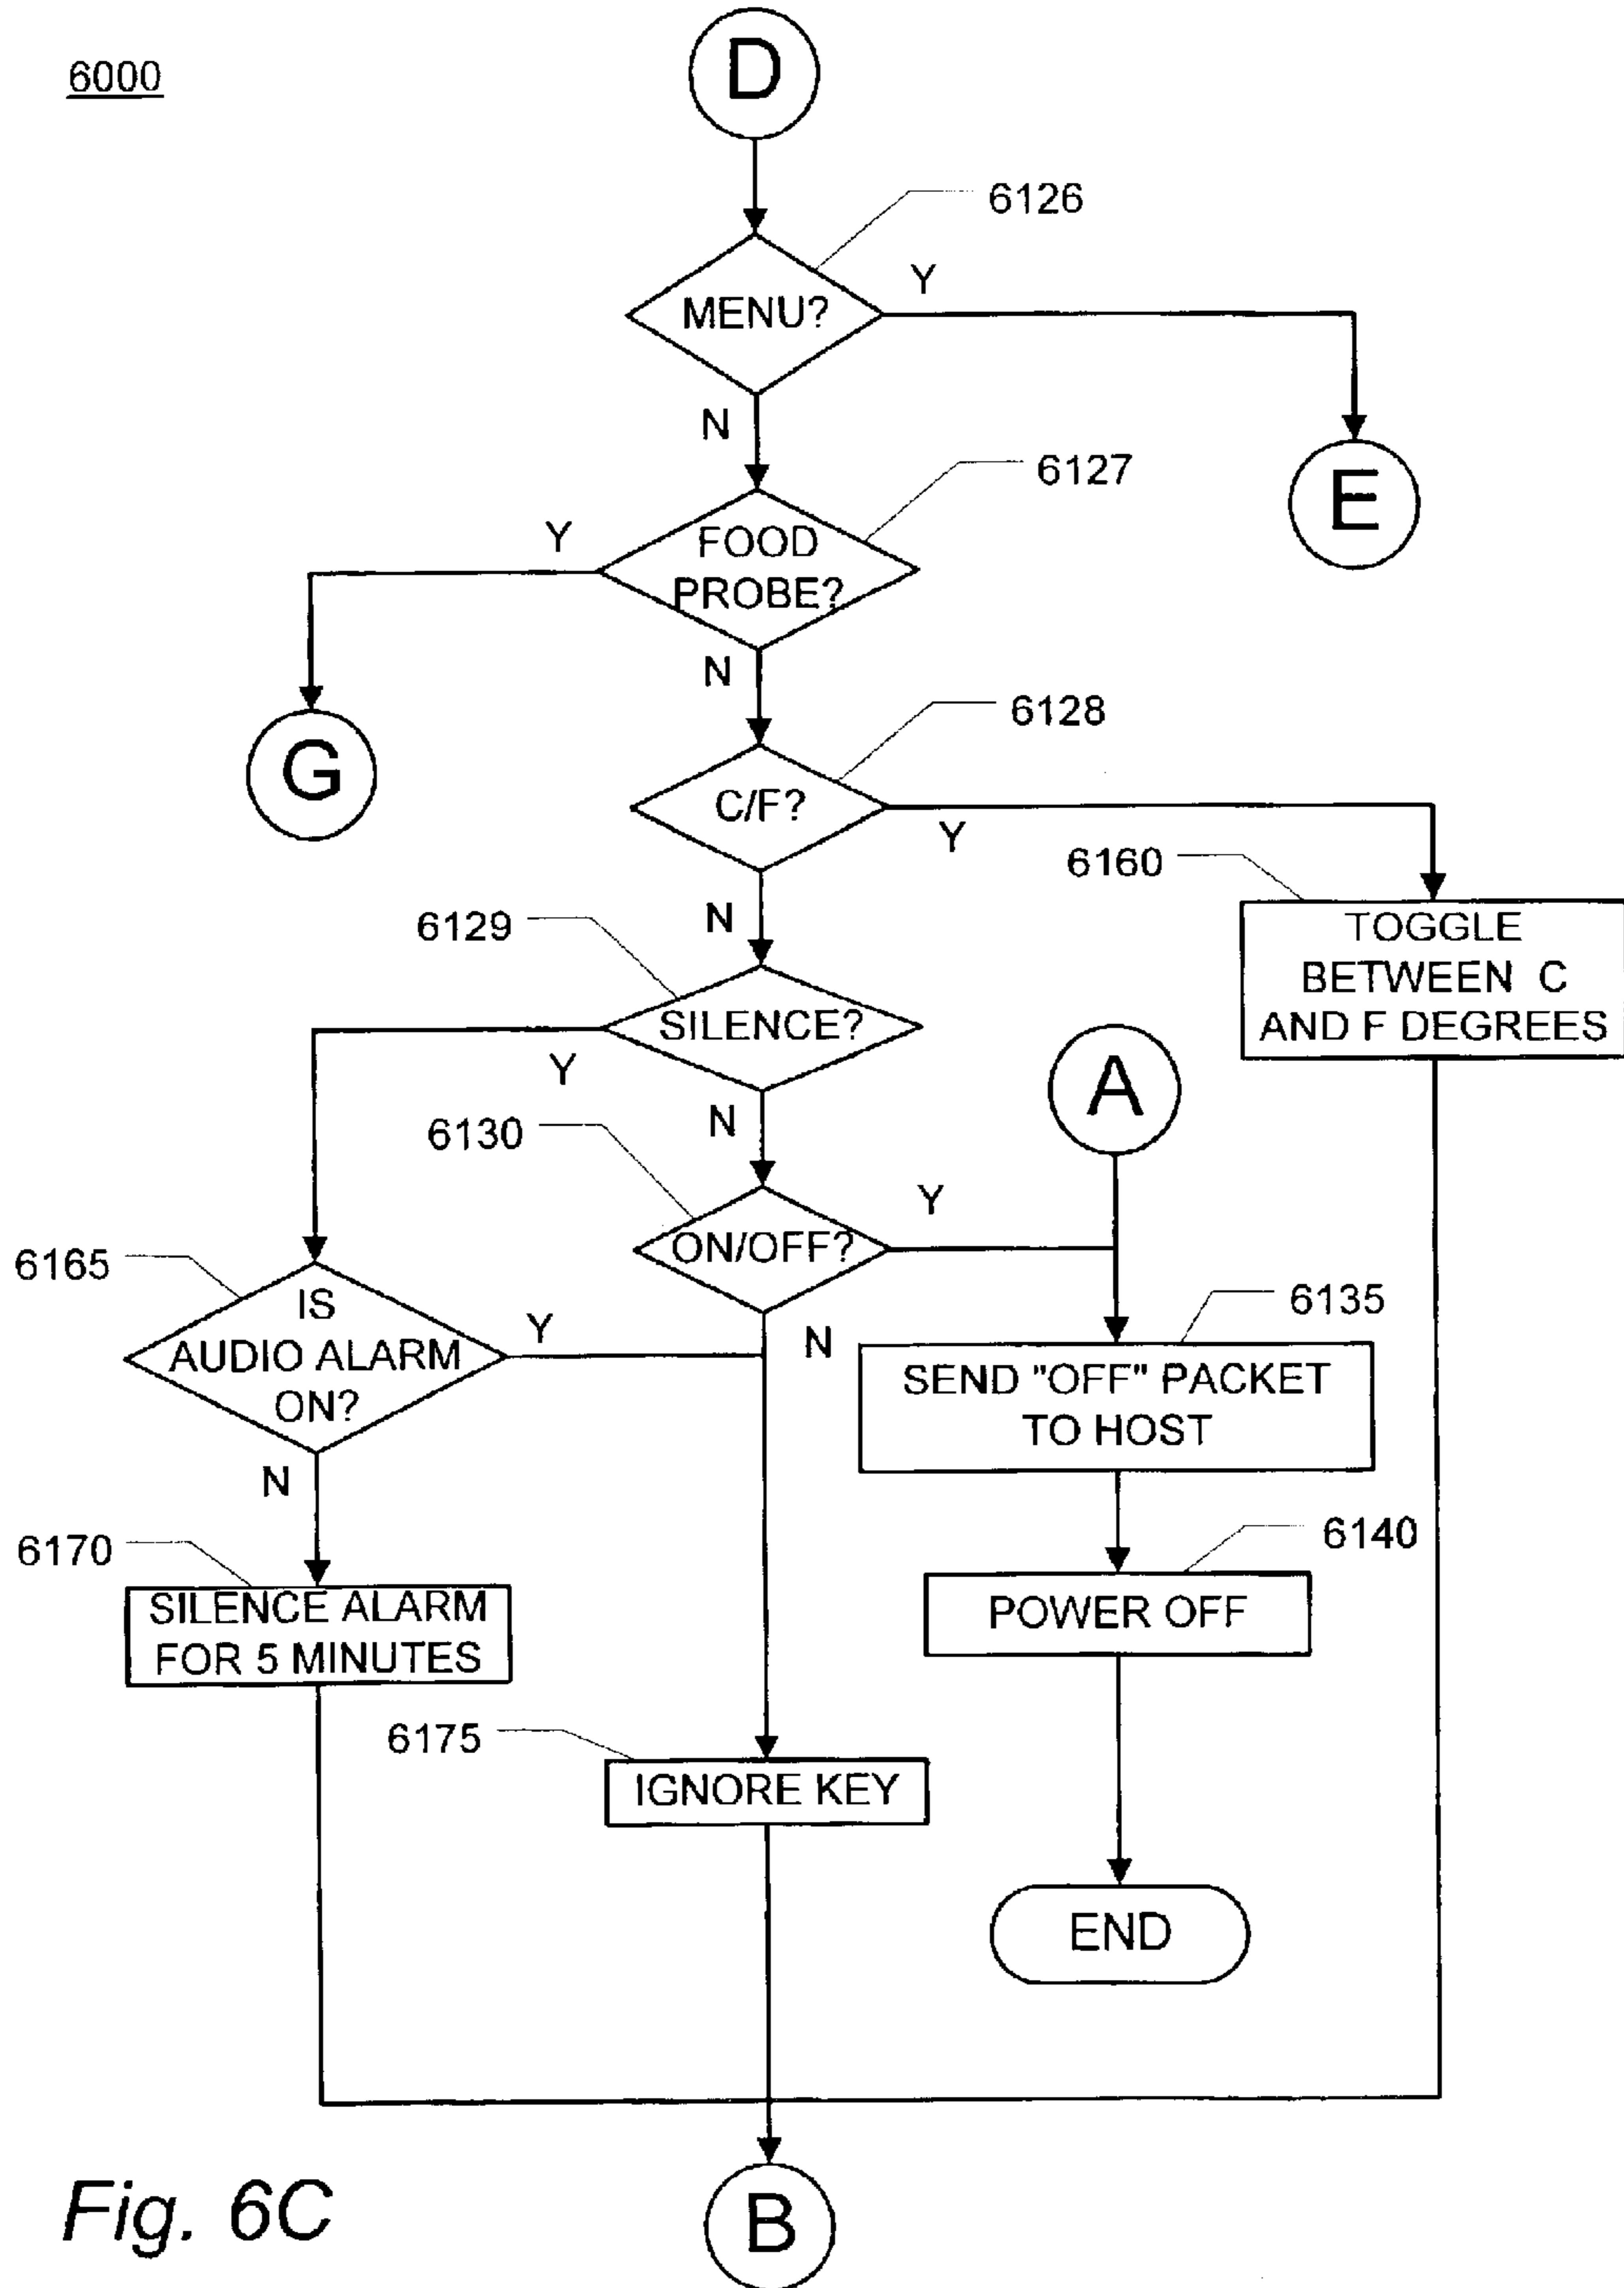 6000
D
6126
MENU?
Y
N
E
6127
FOOD
PROBE?
Y
N
G
6128
C/F?
Y
N
6160
TOGGLE
BETWEEN C
AND F DEGREES
6129
SILENCE?
Y
N
A
6130
ON/OFF?
Y
N
6165
IS
AUDIO ALARM
ON?
Y
N
6135
SEND "OFF" PACKET
TO HOST
6170
SILENCE ALARM
FOR 5 MINUTES
6140
POWER OFF
6175
IGNORE KEY
END
B
Fig. 6C